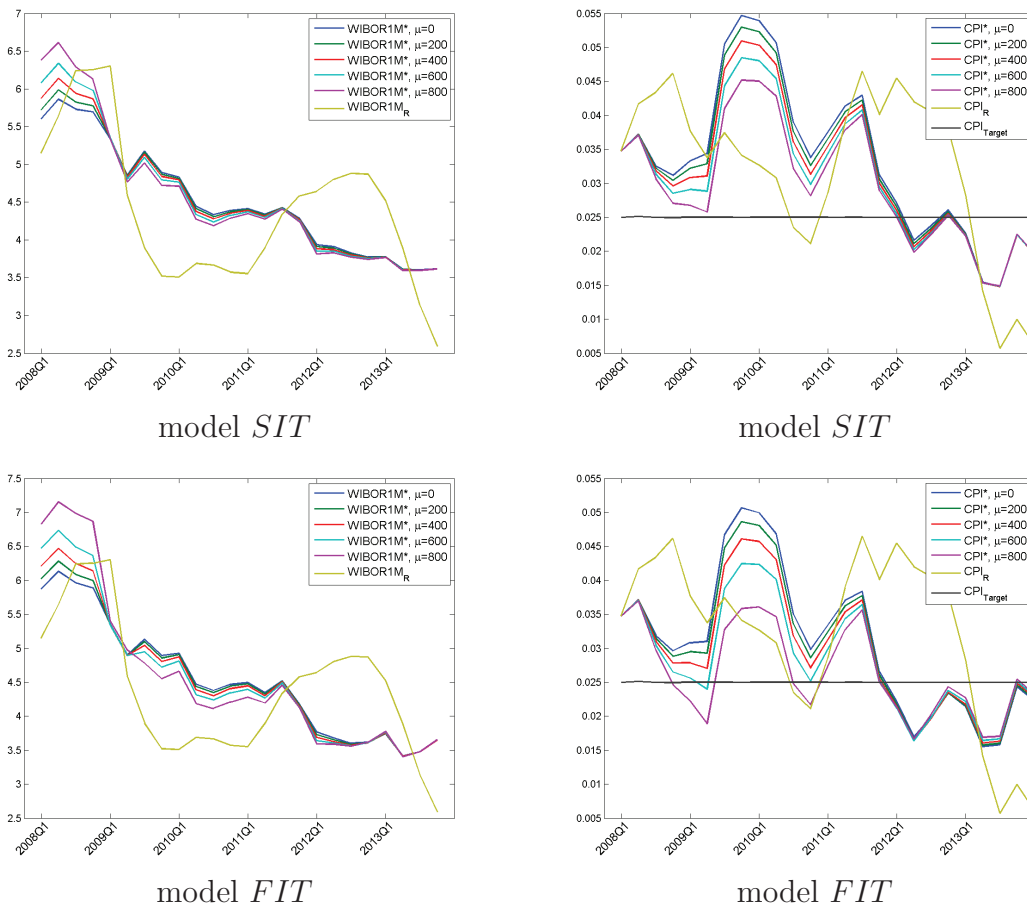 7
6.5
6
5.5
5
4.5
4
3.5
3
2.5
2008Q1
2009Q1
2010Q1
2011Q1
2012Q1
2013Q1
WIBOR1M*, μ=0
WIBOR1M*, μ=200
WIBOR1M*, μ=400
WIBOR1M*, μ=600
WIBOR1M*, μ=800
WIBOR1M_R
model SIT
0.055
0.05
0.045
0.04
0.035
0.03
0.025
0.02
0.015
0.01
0.005
2008Q1
2009Q1
2010Q1
2011Q1
2012Q1
2013Q1
CPI*, μ=0
CPI*, μ=200
CPI*, μ=400
CPI*, μ=600
CPI*, μ=800
CPI_R
CPI_Target
model SIT
7.5
7
6.5
6
5.5
5
4.5
4
3.5
3
2.5
2008Q1
2009Q1
2010Q1
2011Q1
2012Q1
2013Q1
WIBOR1M*, μ=0
WIBOR1M*, μ=200
WIBOR1M*, μ=400
WIBOR1M*, μ=600
WIBOR1M*, μ=800
WIBOR1M_R
model FIT
0.055
0.05
0.045
0.04
0.035
0.03
0.025
0.02
0.015
0.01
0.005
2008Q1
2009Q1
2010Q1
2011Q1
2012Q1
2013Q1
CPI*, μ=0
CPI*, μ=200
CPI*, μ=400
CPI*, μ=600
CPI*, μ=800
CPI_R
CPI_Target
model FIT